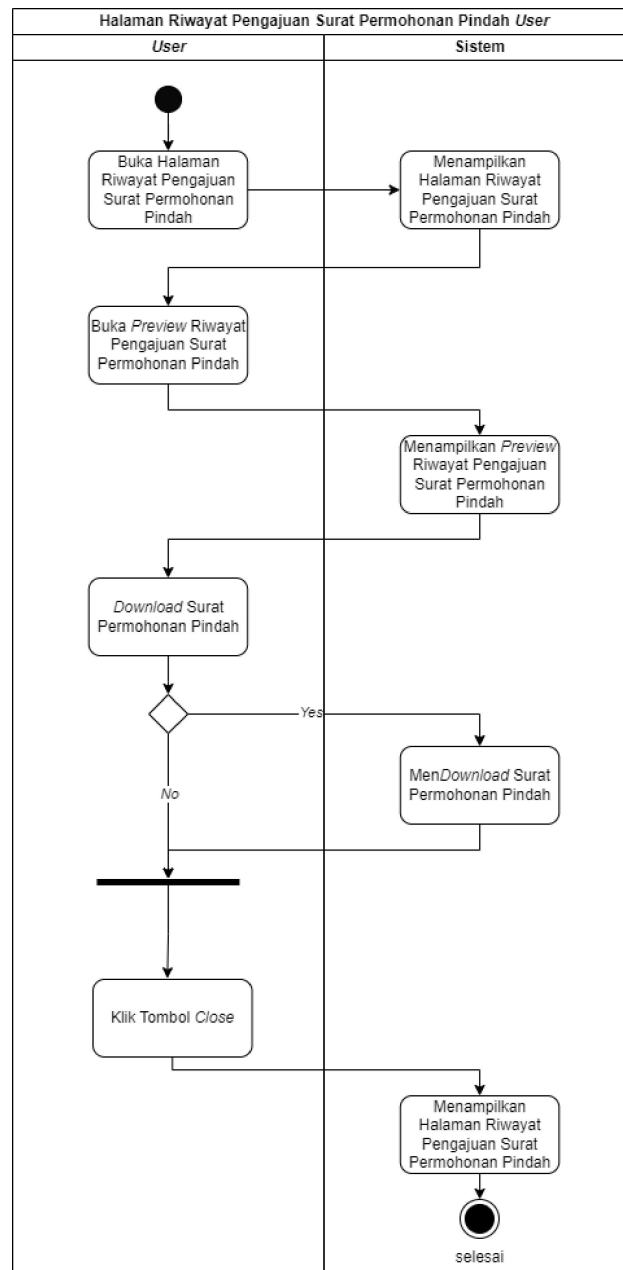 Halaman Riwayat Pengajuan Surat Permohonan Pindah User
User
Sistem
Buka Halaman
Riwayat Pengajuan
Surat Permohonan
Pindah
Menampilkan
Halaman Riwayat
Pengajuan Surat
Permohonan Pindah
Buka Preview Riwayat
Pengajuan Surat
Permohonan Pindah
Menampilkan Preview
Riwayat Pengajuan
Surat Permohonan
Pindah
Download Surat
Permohonan Pindah
Yes
MenDownload Surat
Permohonan Pindah
No
Klik Tombol Close
Menampilkan
Halaman Riwayat
Pengajuan Surat
Permohonan Pindah
selesai